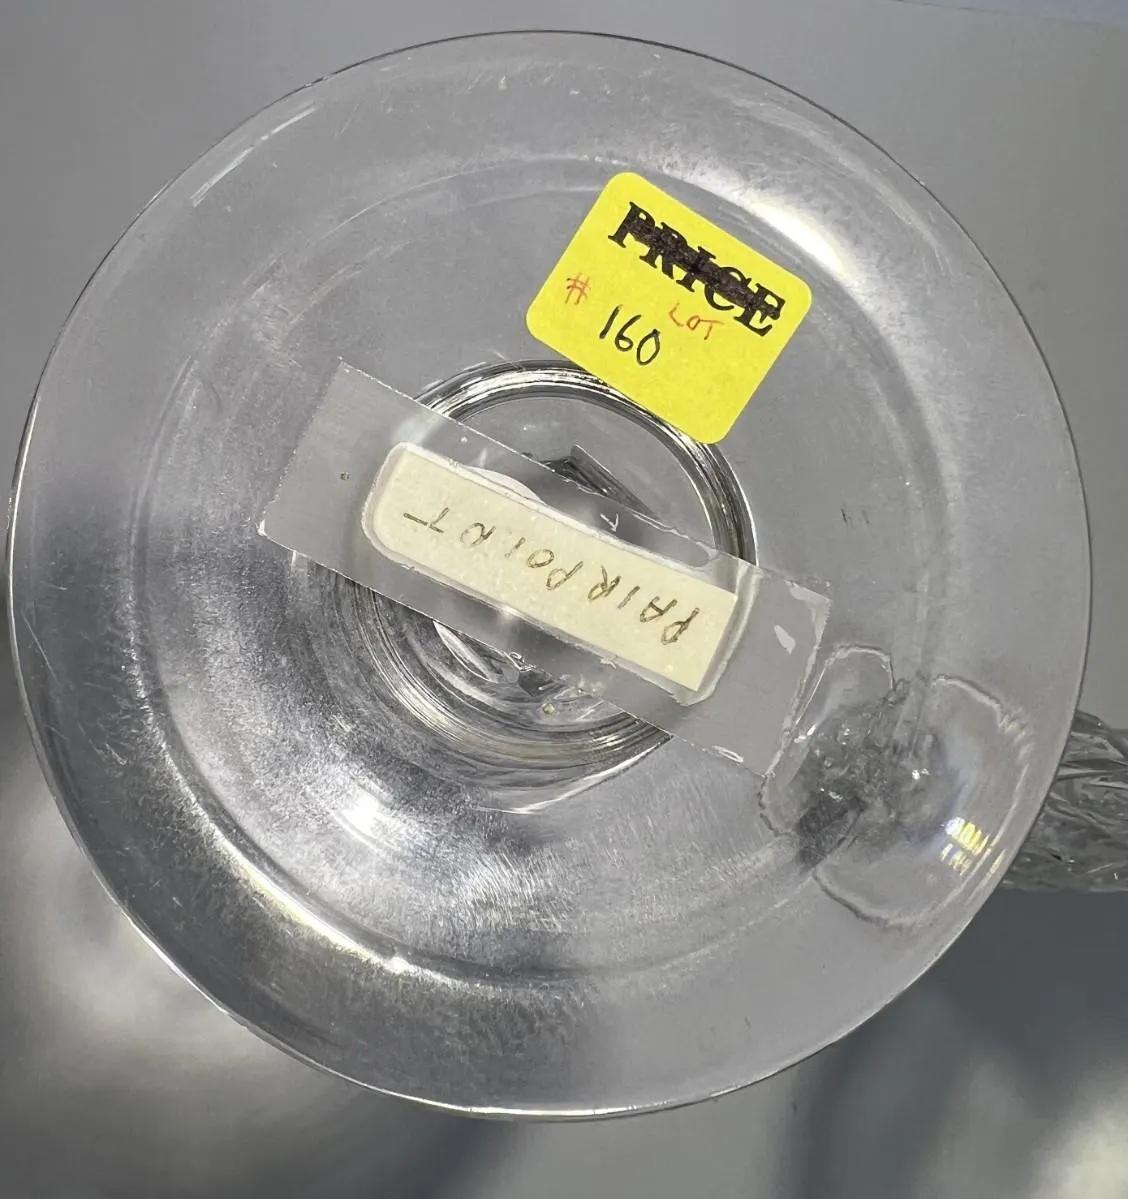 PRICE
# LOT
160
PAIRPOINT